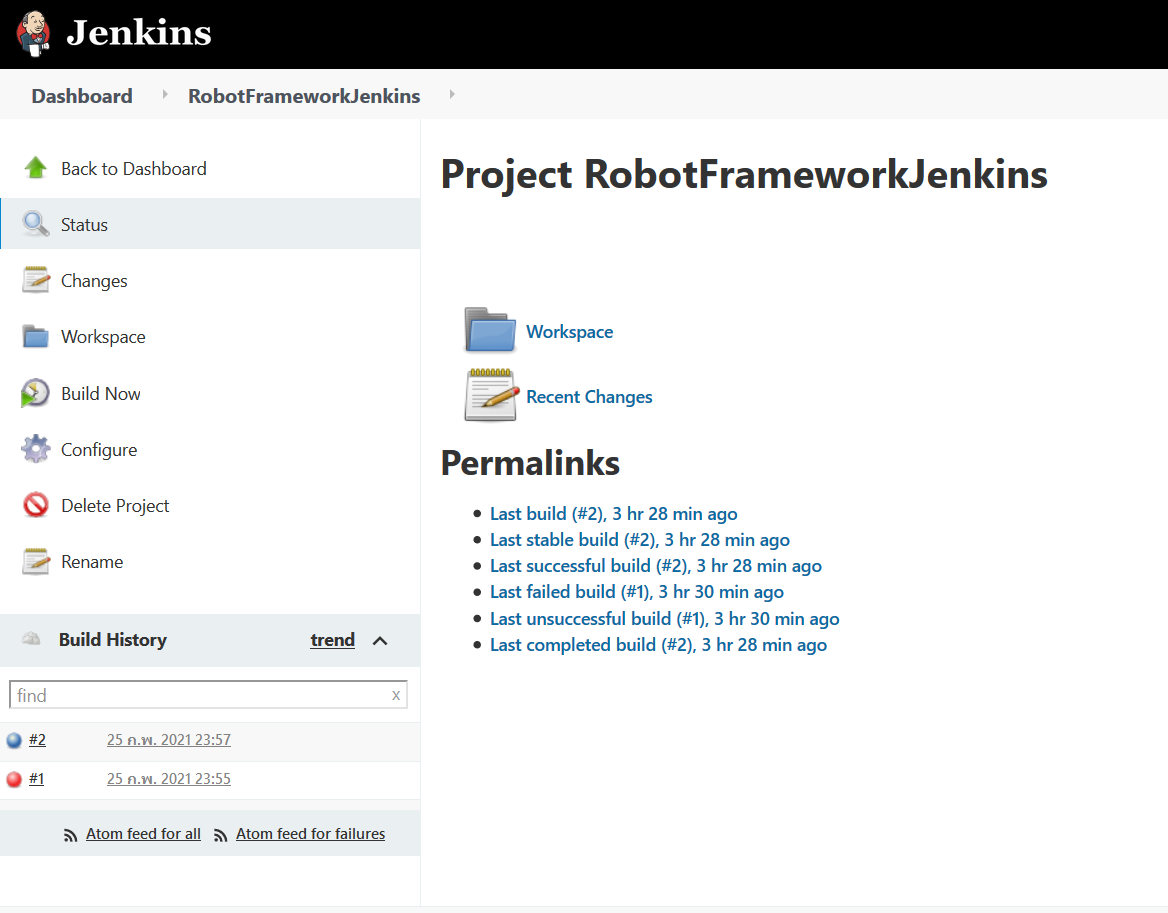 Jenkins
Dashboard RobotFrameworkJenkins
Back to Dashboard
Status
Changes
Workspace
Build Now
Configure
Delete Project
Rename
Build History trend
find x
#2 25 ก.พ. 2021 23:57
#1 25 ก.พ. 2021 23:55
Atom feed for all Atom feed for failures
Project RobotFrameworkJenkins
Workspace
Recent Changes
Permalinks
Last build (#2), 3 hr 28 min ago
Last stable build (#2), 3 hr 28 min ago
Last successful build (#2), 3 hr 28 min ago
Last failed build (#1), 3 hr 30 min ago
Last unsuccessful build (#1), 3 hr 30 min ago
Last completed build (#2), 3 hr 28 min ago